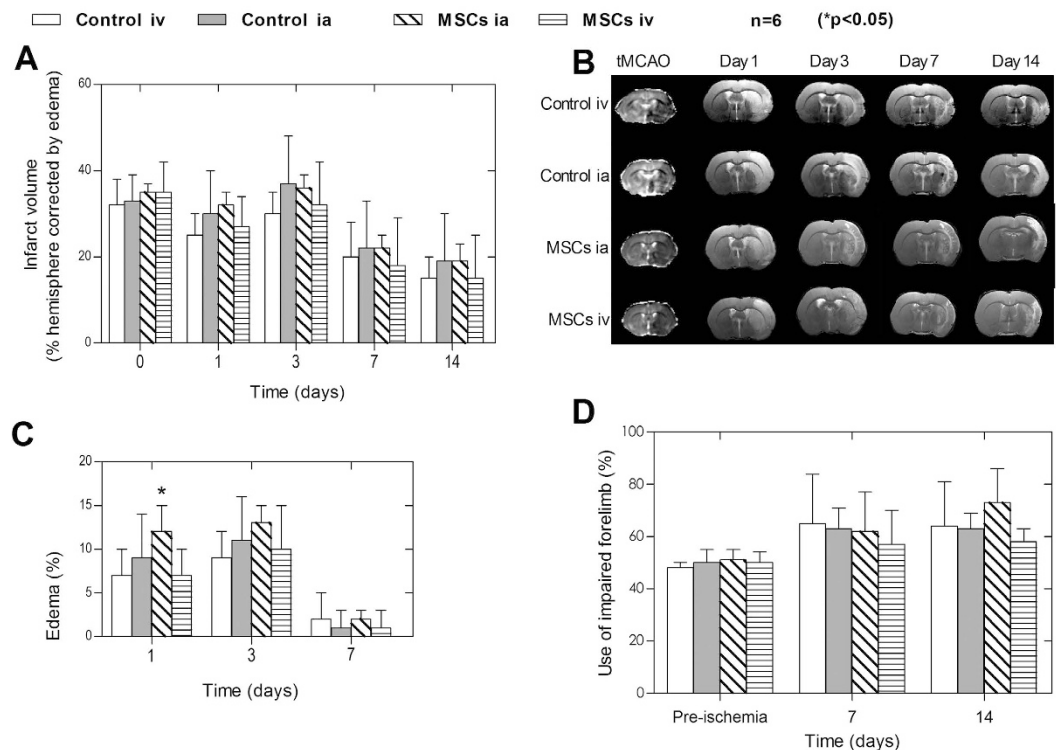 Control iv Control ia MSCs ia MSCs iv n=6 (*p<0.05)
A
Infarct volume
(% hemisphere corrected by edema)
60
40
20
0
0 1 3 7 14
Time (days)
B
tMCAO Day 1 Day 3 Day 7 Day 14
Control iv
Control ia
MSCs ia
MSCs iv
C
Edema (%)
20
15
10
5
0
*
1 3 7
Time (days)
D
Use of impaired forelimb (%)
100
80
60
40
20
0
Pre-ischemia 7 14
Time (days)